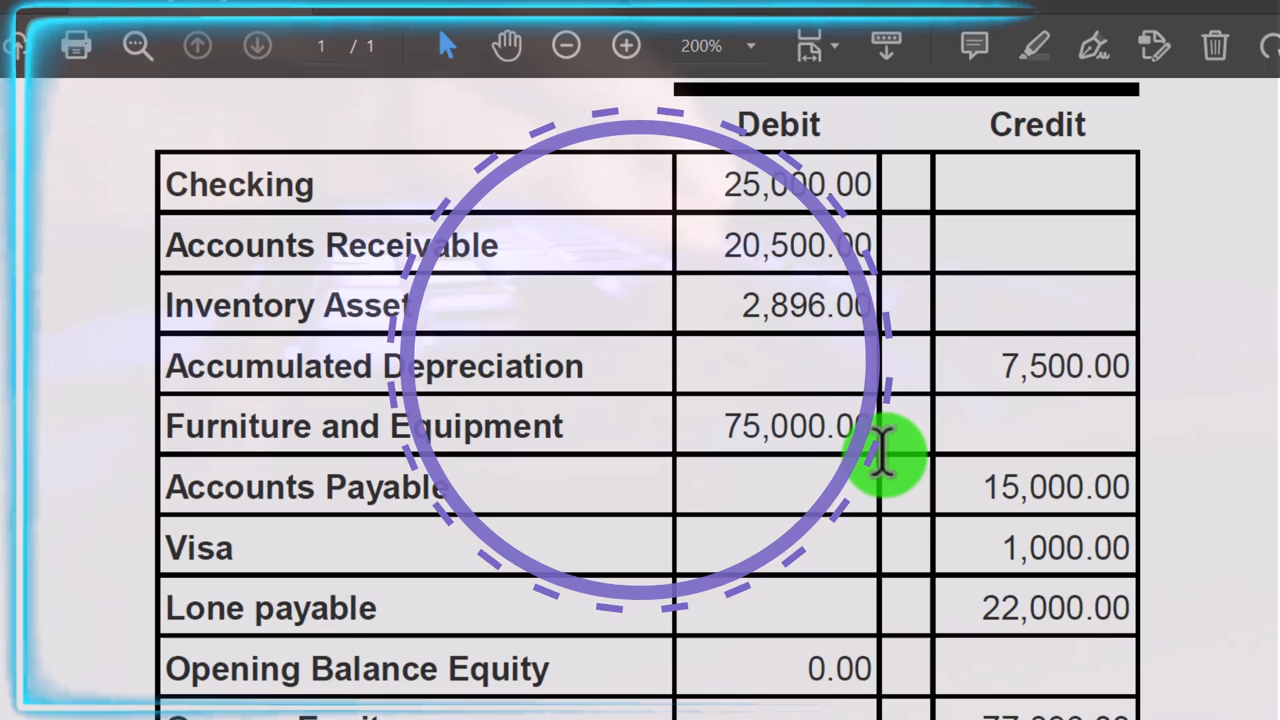 1 / 1 200%
Debit Credit
Checking 25,000.00
Accounts Receivable 20,500.00
Inventory Asset 2,896.00
Accumulated Depreciation 7,500.00
Furniture and Equipment 75,000.00
Accounts Payable 15,000.00
Visa 1,000.00
Lone payable 22,000.00
Opening Balance Equity 0.00